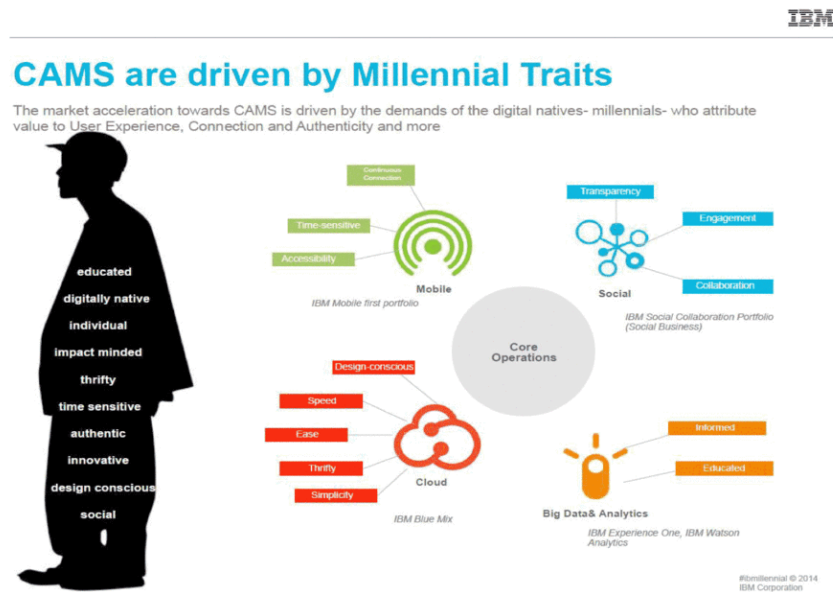 IBM
CAMS are driven by Millennial Traits
The market acceleration towards CAMS is driven by the demands of the digital natives- millennials- who attribute
value to User Experience, Connection and Authenticity and more
educated
digitally native
individual
impact minded
thrifty
time sensitive
authentic
innovative
design conscious
social
Continuous
Connection
Time-sensitive
Accessibility
Mobile
IBM Mobile first portfolio
Transparency
Engagement
Collaboration
Social
IBM Social Collaboration Portfolio
(Social Business)
Core
Operations
Design-conscious
Speed
Ease
Thrifty
Simplicity
Cloud
IBM Blue Mix
Informed
Educated
Big Data& Analytics
IBM Experience One, IBM Watson
Analytics
#ibmillennial © 2014
IBM Corporation